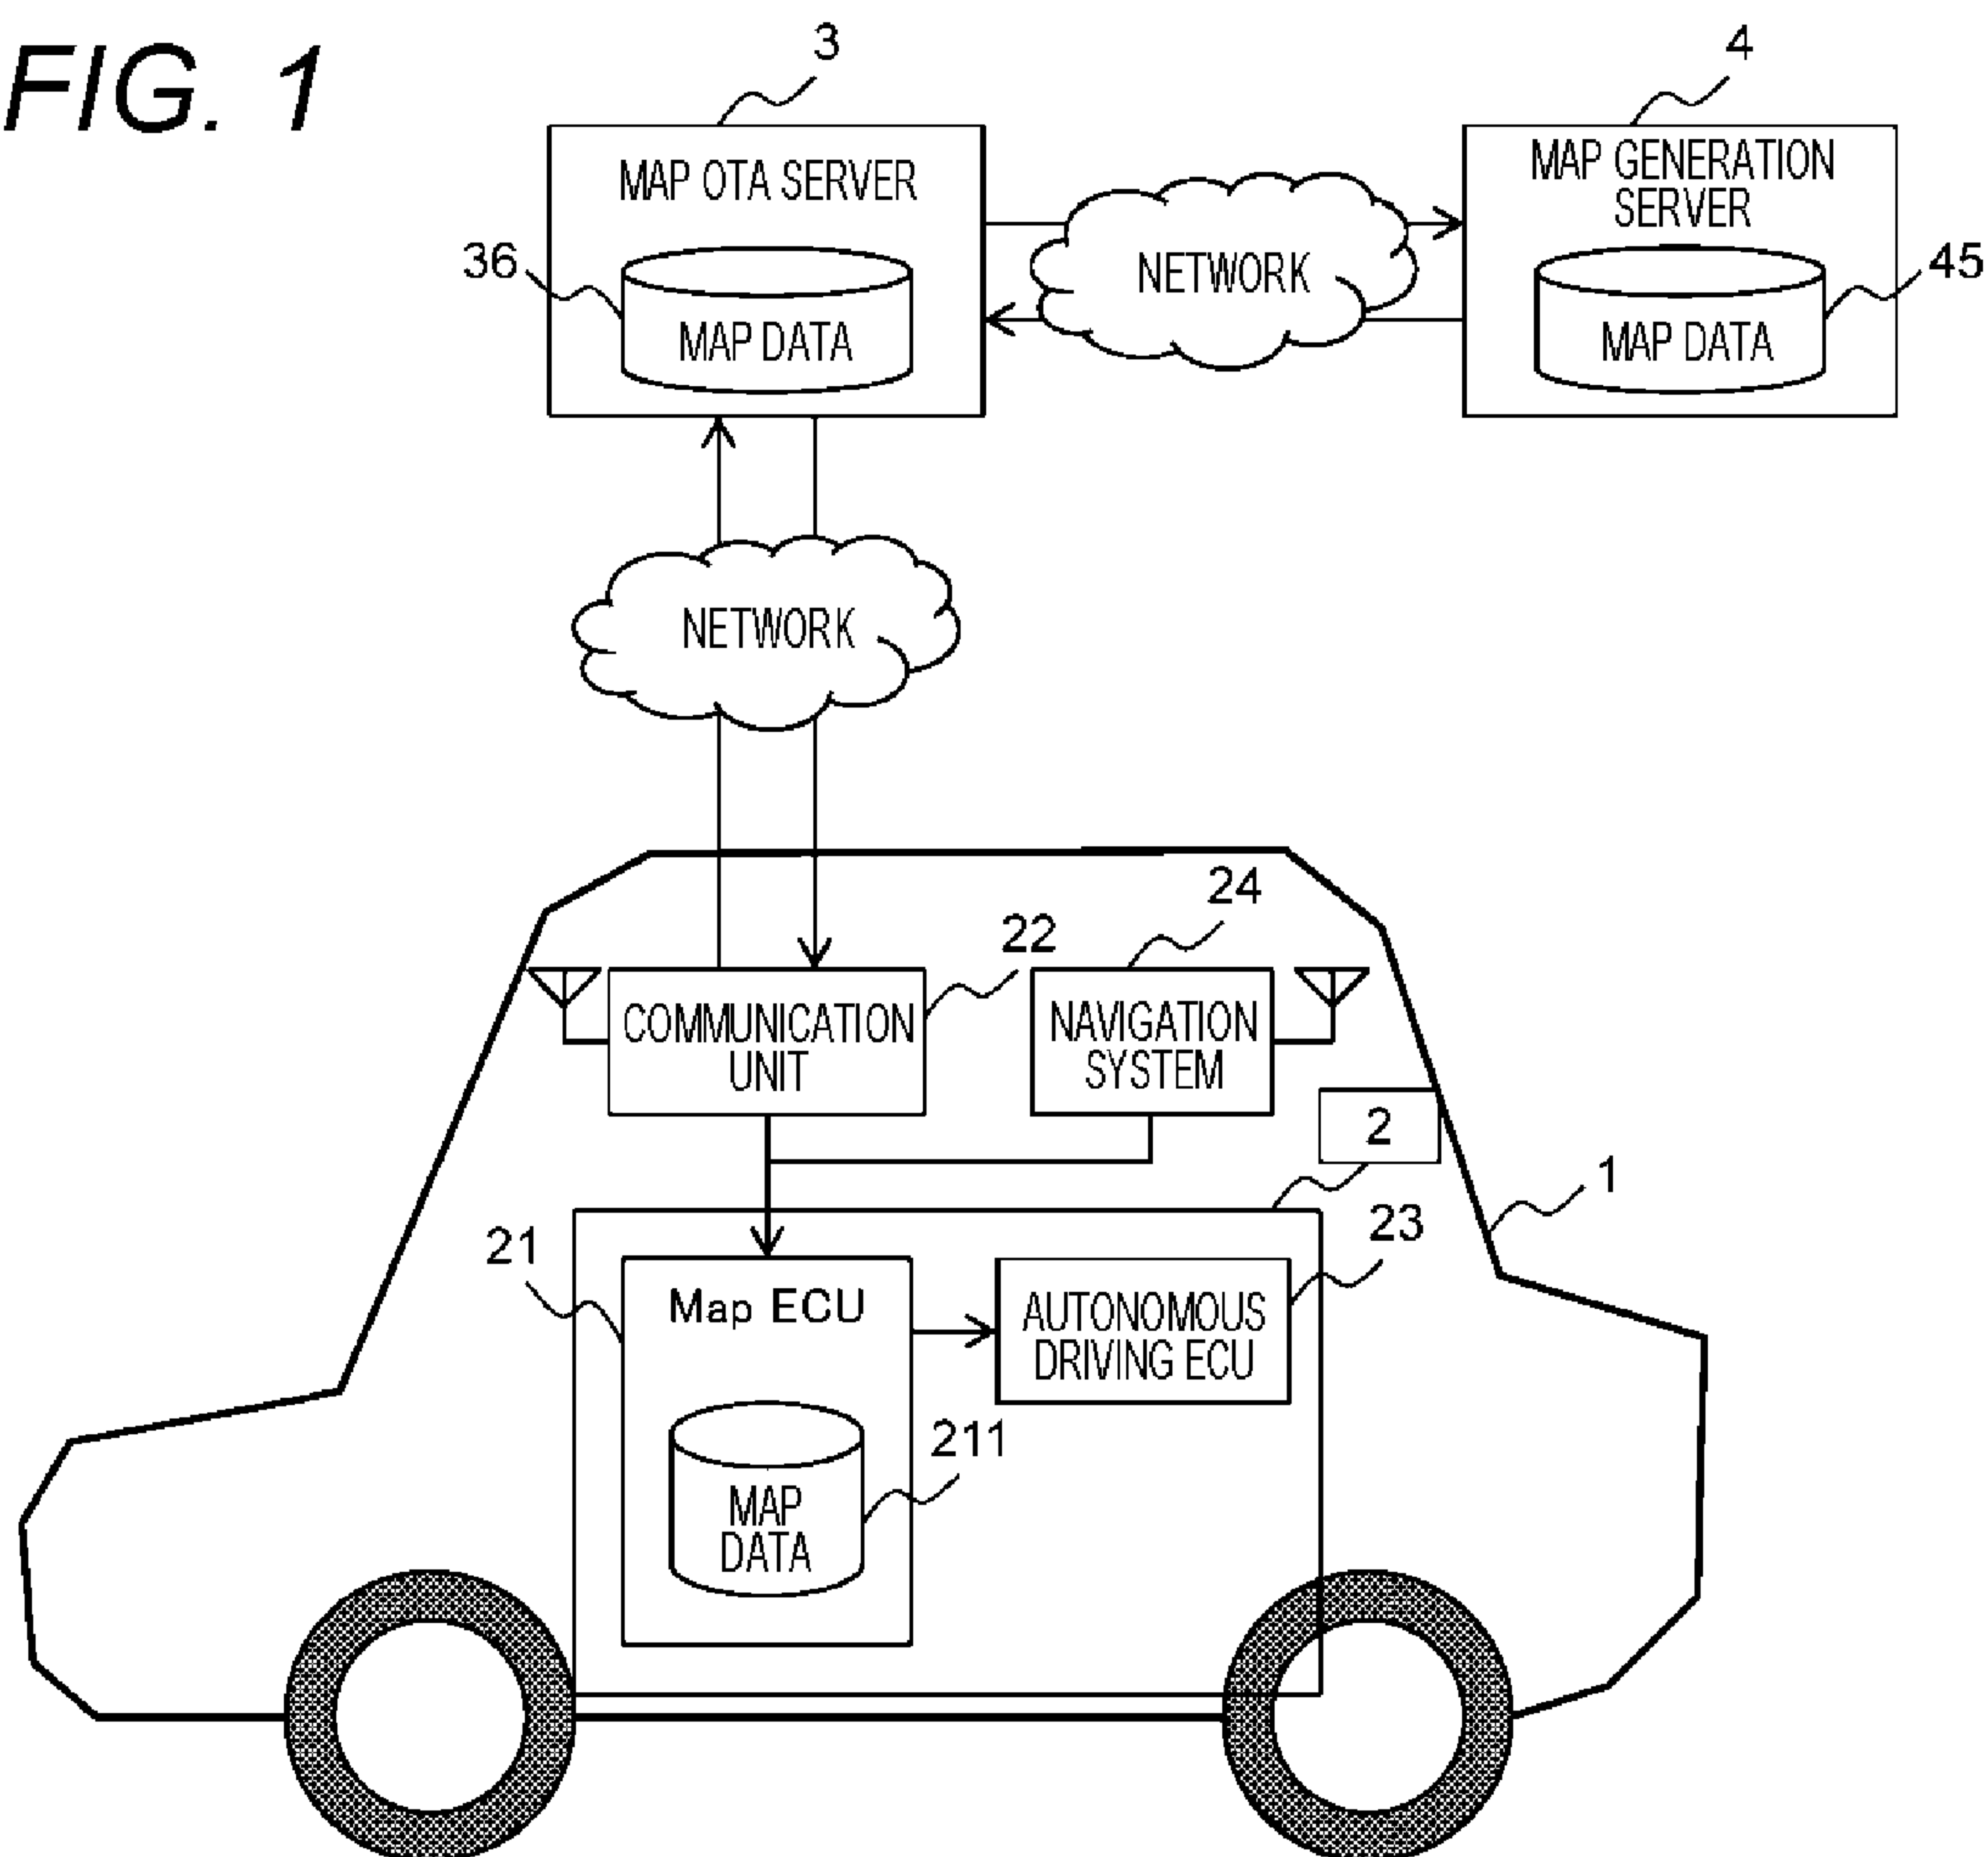 FIG. 1
3
4
MAP OTA SERVER
MAP GENERATION
SERVER
36
MAP DATA
NETWORK
45
MAP DATA
NETWORK
24
22
COMMUNICATION
UNIT
NAVIGATION
SYSTEM
2
1
21
23
Map ECU
AUTONOMOUS
DRIVING ECU
211
MAP
DATA